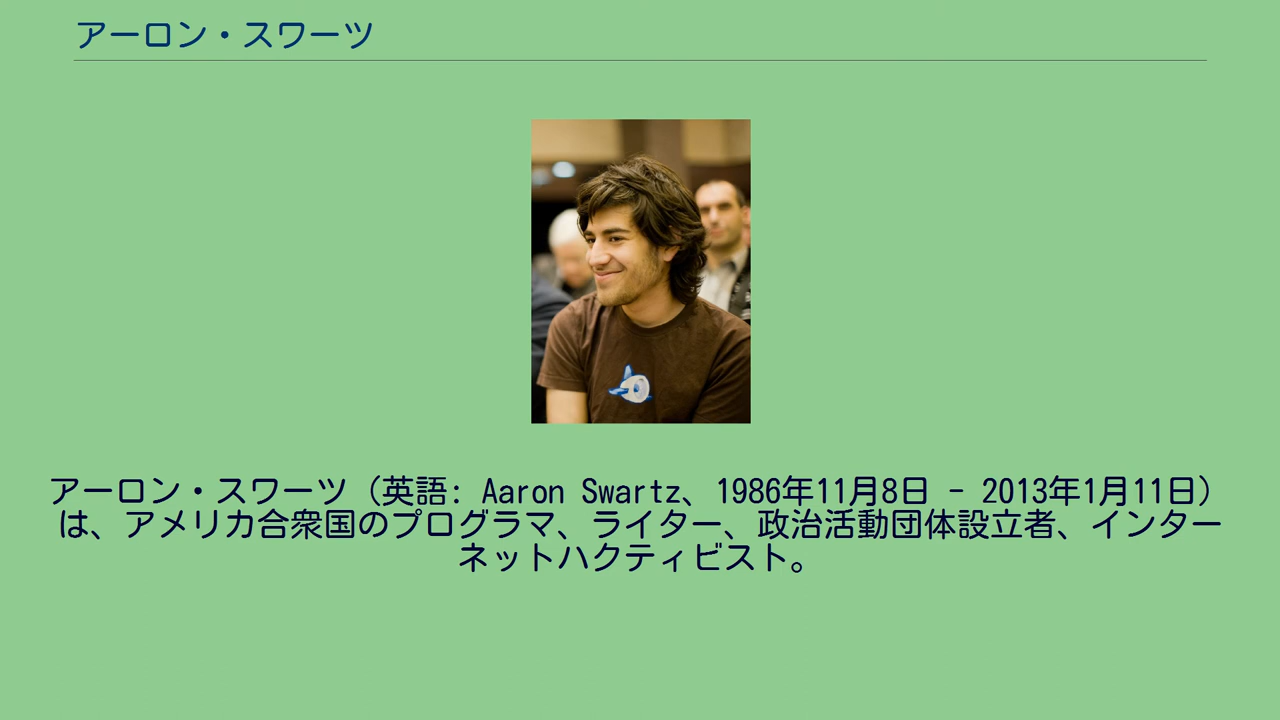 アーロン・スワーツ
アーロン・スワーツ（英語: Aaron Swartz、1986年11月8日 - 2013年1月11日）
は、アメリカ合衆国のプログラマ、ライター、政治活動団体設立者、インター
ネットハクティビスト。